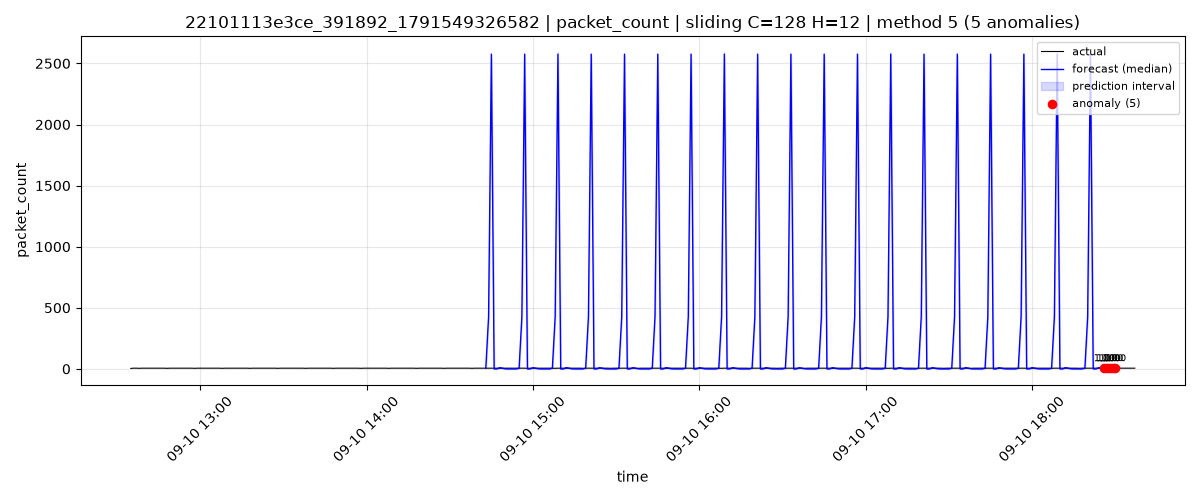 22101113e3ce_391892_1791549326582 | packet_count | sliding C=128 H=12 | method 5 (5 anomalies)
actual
forecast (median)
prediction interval
anomaly (5)
packet_count
2500
2000
1500
1000
500
0
09-10 13:00
09-10 14:00
09-10 15:00
09-10 16:00
09-10 17:00
09-10 18:00
time